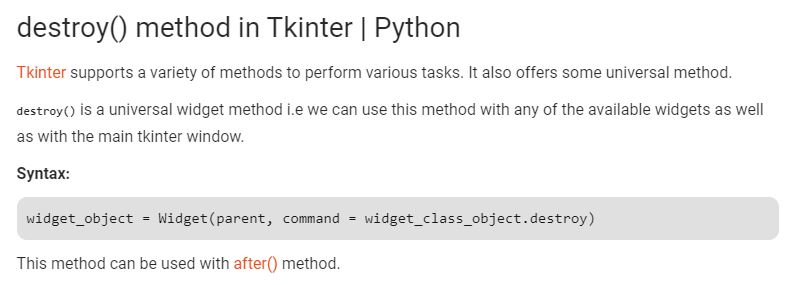 destroy() method in Tkinter | Python
Tkinter supports a variety of methods to perform various tasks. It also offers some universal method.
destroy() is a universal widget method i.e we can use this method with any of the available widgets as well
as with the main tkinter window.
Syntax:
widget_object = Widget(parent, command = widget_class_object.destroy)
This method can be used with after() method.